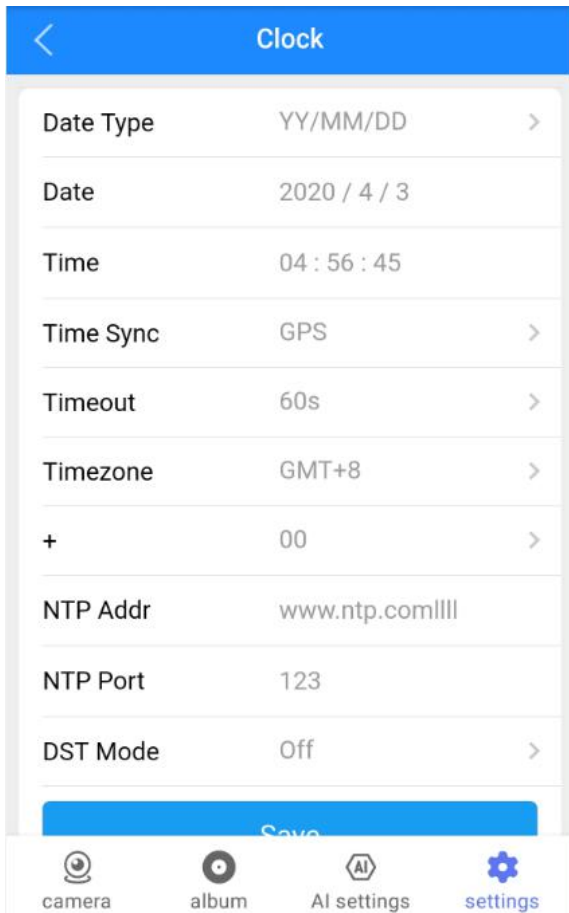 Clock
Date Type YY/MM/DD
Date 2020 / 4 / 3
Time 04 : 56 : 45
Time Sync GPS
Timeout 60s
Timezone GMT+8
+ 00
NTP Addr www.ntp.comllll
NTP Port 123
DST Mode Off
Save
AI
camera album AI settings settings